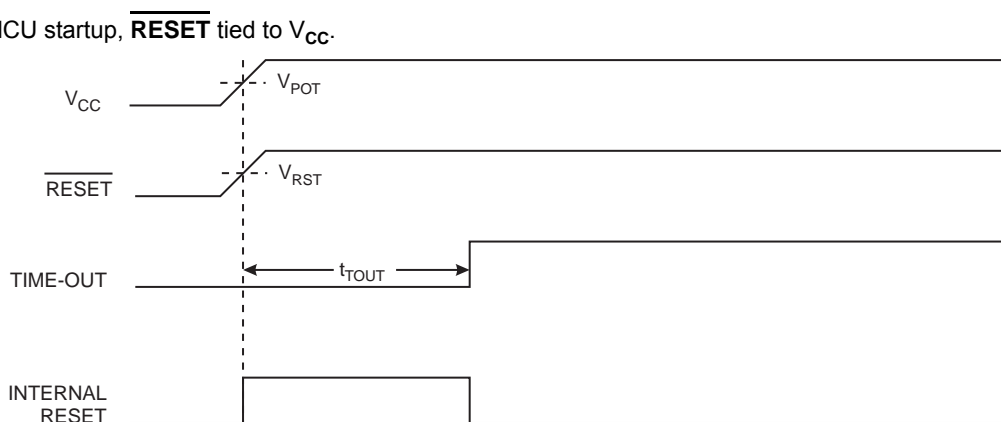 MCU startup, RESET tied to VCC.
VCC
VPOT
RESET
VRST
TIME-OUT
tTOUT
INTERNAL
RESET